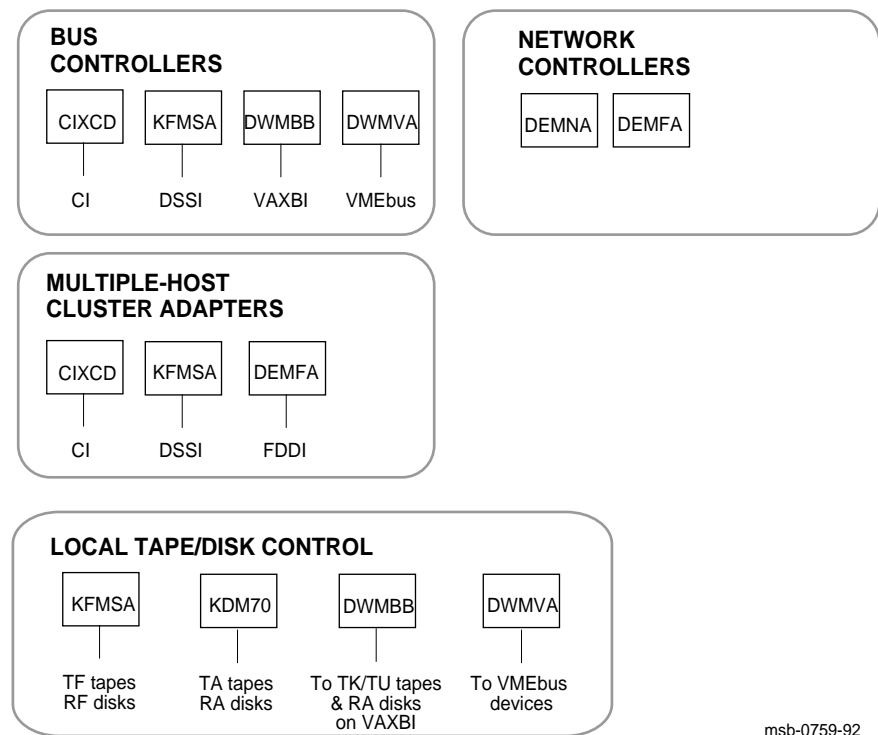 BUS
CONTROLLERS
CIXCD KFMSA DWMBB DWMVA
CI DSSI VAXBI VMEbus
NETWORK
CONTROLLERS
DEMNA DEMFA
MULTIPLE-HOST
CLUSTER ADAPTERS
CIXCD KFMSA DEMFA
CI DSSI FDDI
LOCAL TAPE/DISK CONTROL
KFMSA KDM70 DWMBB DWMVA
TF tapes TA tapes To TK/TU tapes To VMEbus
RF disks RA disks & RA disks devices
on VAXBI
msb-0759-92